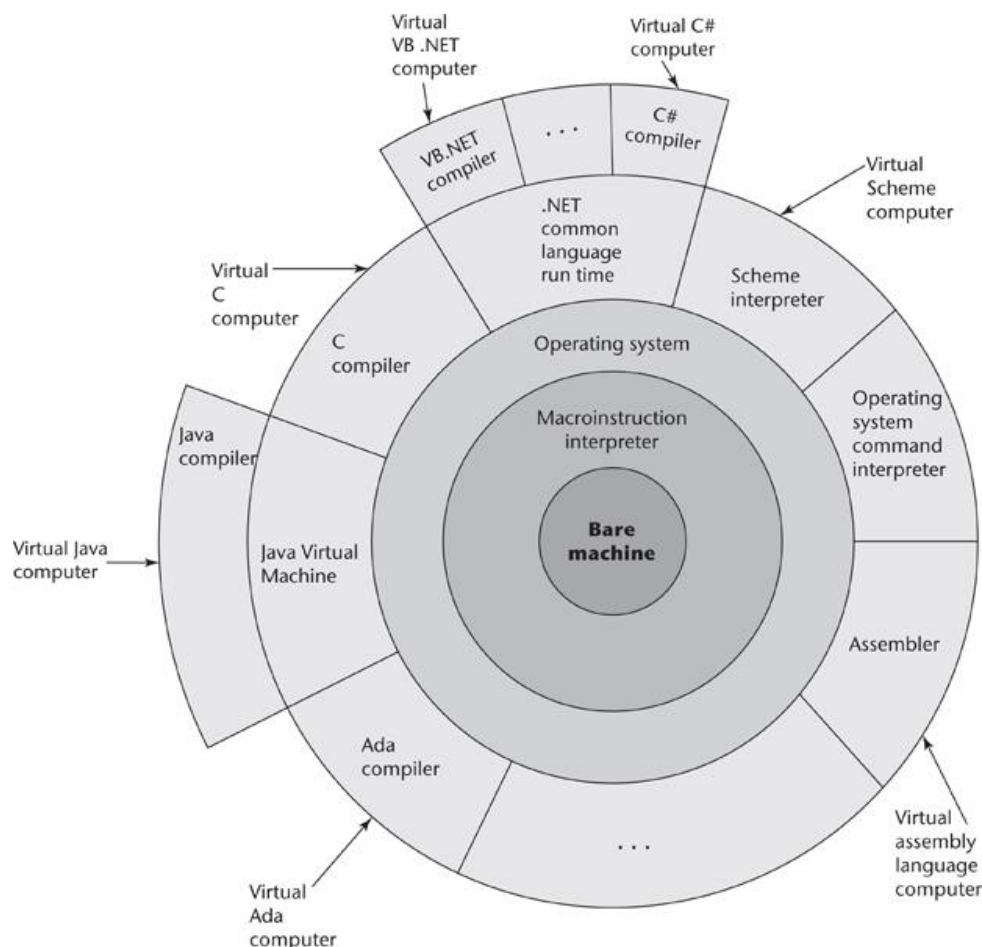 Virtual
VB .NET
computer
Virtual C#
computer
VB.NET
compiler
...
C#
compiler
Virtual
Scheme
computer
.NET
common
language
run time
Scheme
interpreter
Virtual
C
computer
C
compiler
Operating system
Operating
system
command
interpreter
Macroinstruction
interpreter
Java
compiler
Bare
machine
Virtual Java
computer
Java Virtual
Machine
Assembler
Ada
compiler
...
Virtual
assembly
language
computer
Virtual
Ada
computer